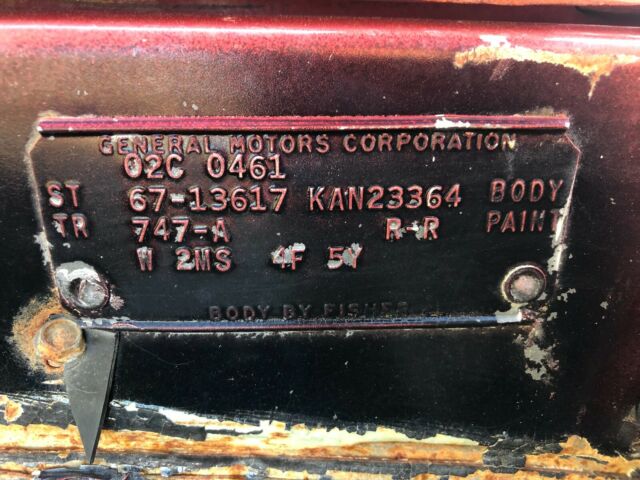 GENERAL MOTORS CORPORATION
02C 0461
ST 67-13617 KAN23364 BODY
TR 747-A R-R PAINT
W 2MS 4F 5Y
BODY BY FISHER